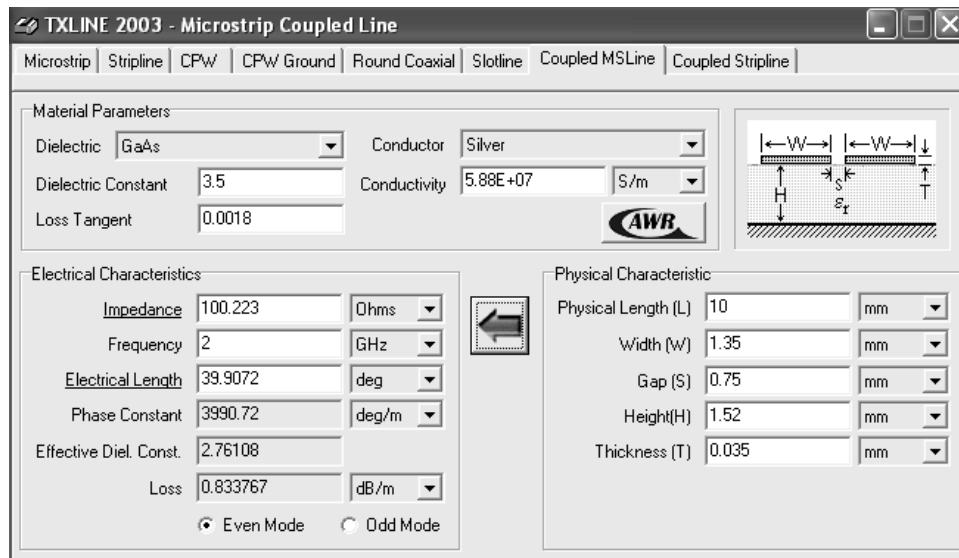 TXLINE 2003 - Microstrip Coupled Line
Microstrip Stripline CPW CPW Ground Round Coaxial Slotline Coupled MSLine Coupled Stripline
Material Parameters
Dielectric GaAs Conductor Silver
Dielectric Constant 3.5 Conductivity 5.88E+07 S/m
Loss Tangent 0.0018 AWR
W W
S H T
εr
Electrical Characteristics
Impedance 100.223 Ohms
Frequency 2 GHz
Electrical Length 39.9072 deg
Phase Constant 3990.72 deg/m
Effective Diel. Const. 2.76108
Loss 0.833767 dB/m
Even Mode Odd Mode
Physical Characteristic
Physical Length (L) 10 mm
Width (W) 1.35 mm
Gap (S) 0.75 mm
Height(H) 1.52 mm
Thickness (T) 0.035 mm